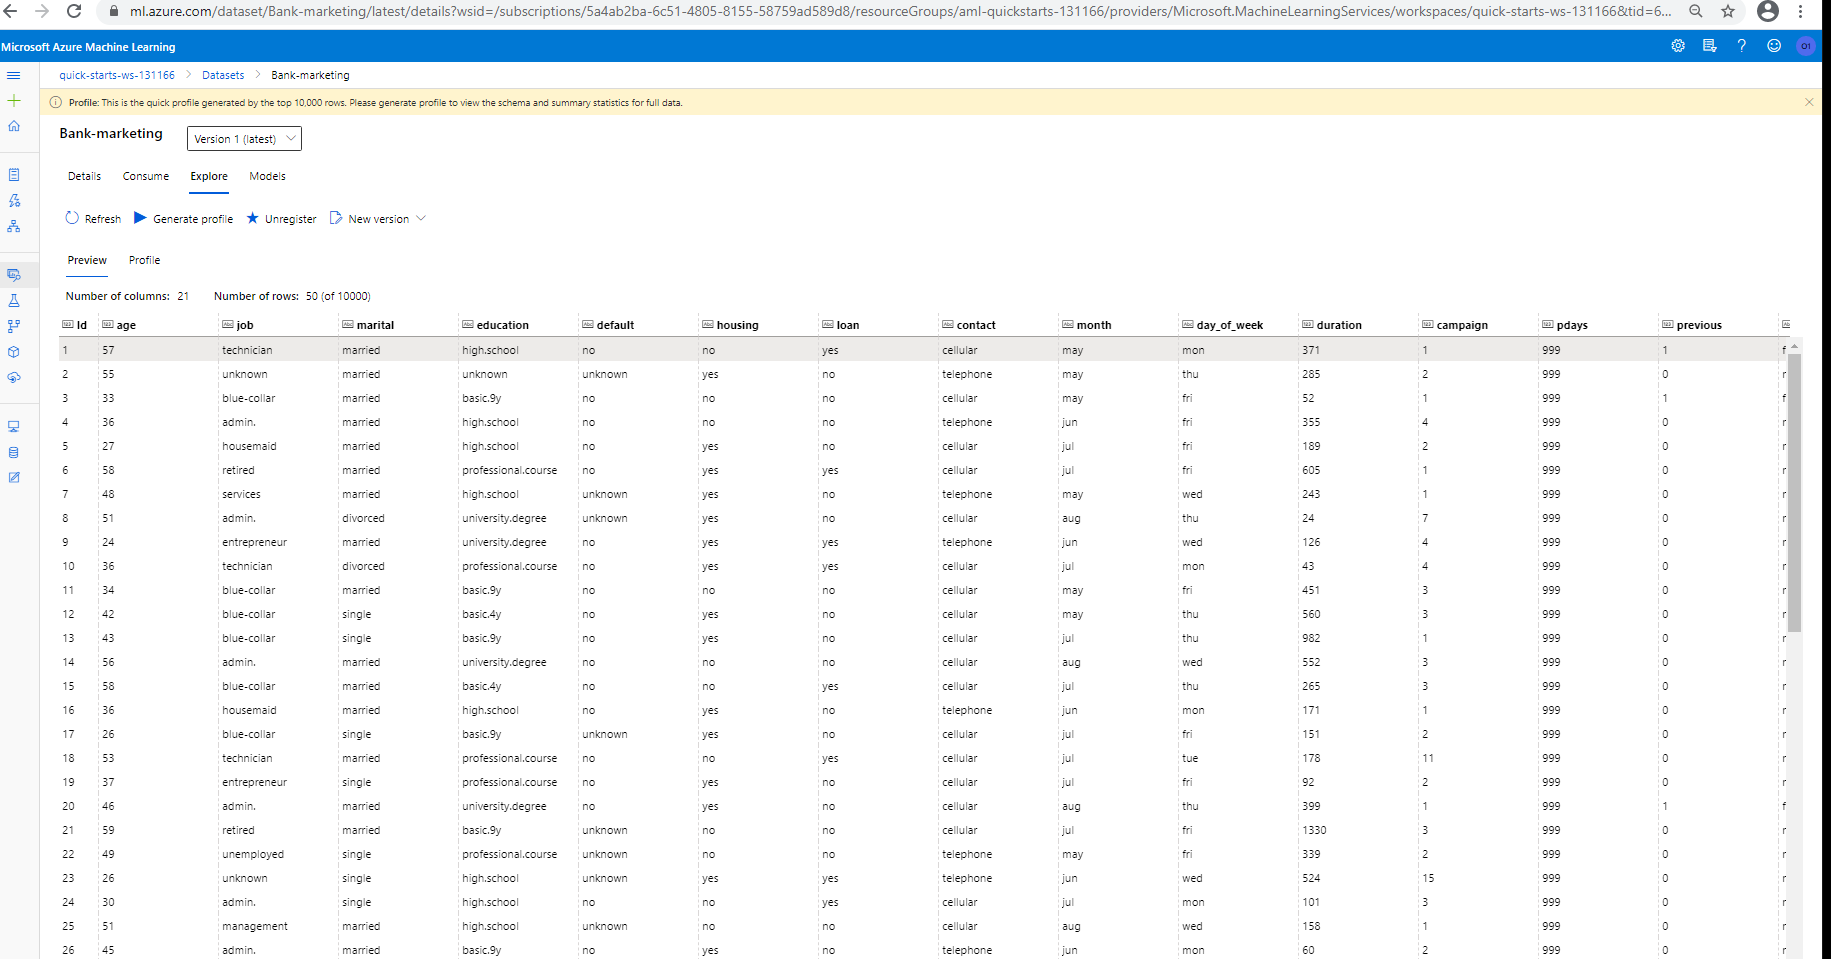 ml.azure.com/dataset/Bank-marketing/latest/details?wsid=/subscriptions/5a4ab2ba-6c51-4805-8155-58759ad589d8/resourceGroups/aml-quickstarts-131166/providers/Microsoft.MachineLearningServices/workspaces/quick-starts-ws-131166&tid=6...
Microsoft Azure Machine Learning
quick-starts-ws-131166 > Datasets > Bank-marketing
Profile: This is the quick profile generated by the top 10,000 rows. Please generate profile to view the schema and summary statistics for full data.
Bank-marketing Version 1 (latest)
Details Consume Explore Models
Refresh Generate profile Unregister New version
Preview Profile
Number of columns: 21 Number of rows: 50 (of 10000)
Id age job marital education default housing loan contact month day_of_week duration campaign pdays previous
1 57 technician married high.school no no yes cellular may mon 371 1 999 1
2 55 unknown married unknown unknown yes no telephone may thu 285 2 999 0
3 33 blue-collar married basic.9y no no no cellular may fri 52 1 999 1
4 36 admin. married high.school no no no telephone jun fri 355 4 999 0
5 27 housemaid married high.school no yes no cellular jul fri 189 2 999 0
6 58 retired married professional.course no yes yes cellular jul fri 605 1 999 0
7 48 services married high.school unknown yes no telephone may wed 243 1 999 0
8 51 admin. divorced university.degree unknown yes no cellular aug thu 24 7 999 0
9 24 entrepreneur married university.degree no yes yes telephone jun wed 126 4 999 0
10 36 technician divorced professional.course no yes yes cellular jul mon 43 4 999 0
11 34 blue-collar married basic.9y no no no cellular may fri 451 3 999 0
12 42 blue-collar single basic.4y no yes no cellular may thu 560 3 999 0
13 43 blue-collar single basic.9y no yes no cellular jul thu 982 1 999 0
14 56 admin. married university.degree no no no cellular aug wed 552 3 999 0
15 58 blue-collar married basic.4y no no yes cellular jul thu 265 3 999 0
16 36 housemaid married high.school no yes no telephone jun mon 171 1 999 0
17 26 blue-collar single basic.9y unknown yes no cellular jul fri 151 2 999 0
18 53 technician married professional.course no no yes cellular jul tue 178 11 999 0
19 37 entrepreneur single professional.course no yes no cellular jul fri 92 2 999 0
20 46 admin. married university.degree no yes no cellular aug thu 399 1 999 1
21 59 retired married basic.9y unknown no no cellular jul fri 1330 3 999 0
22 49 unemployed single professional.course unknown no no telephone may fri 339 2 999 0
23 26 unknown single high.school unknown yes yes telephone jun wed 524 15 999 0
24 30 admin. single high.school no no yes cellular jul mon 101 3 999 0
25 51 management married high.school unknown no no cellular aug wed 158 1 999 0
26 45 admin. married basic.9y no yes no telephone jun mon 60 2 999 0